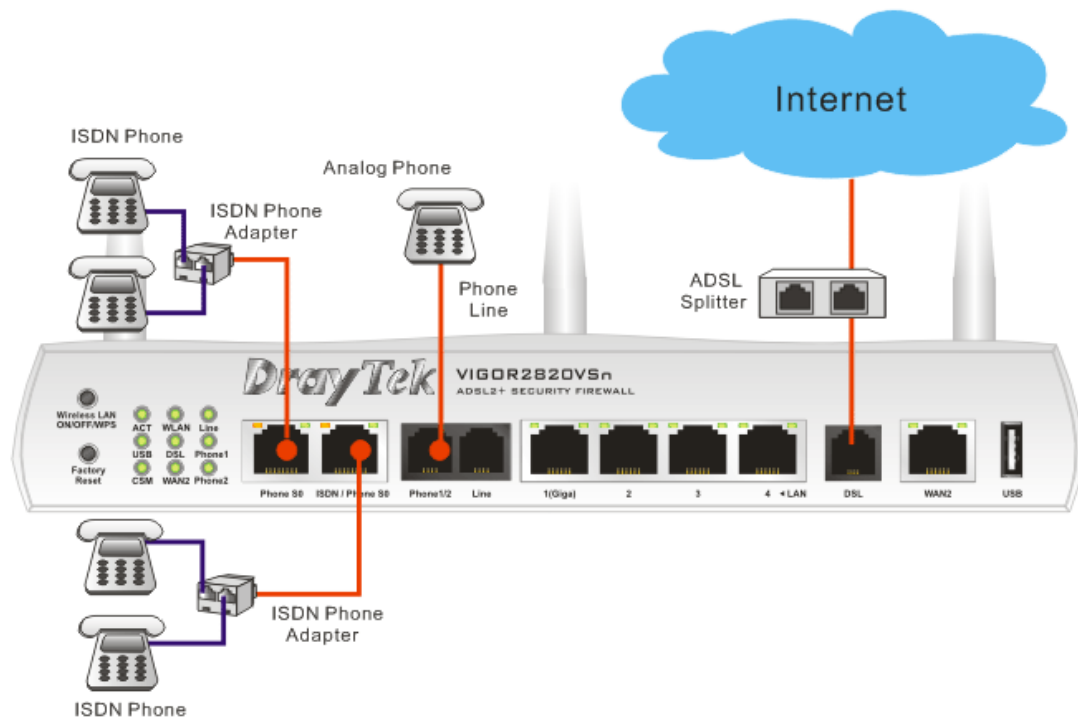 Internet
ISDN Phone
Analog Phone
ISDN Phone
Adapter
Phone
Line
ADSL
Splitter
DrayTek
VIGOR2820VSn
ADSL2+ SECURITY FIREWALL
Wireless LAN
ON/OFF/WPS
ACT WLAN Line
USB DSL Phone1
CSM WAN2 Phone2
Factory
Reset
Phone S0 ISDN / Phone S0 Phone1/2 Line 1(Giga) 2 3 4 ◄LAN DSL WAN2 USB
ISDN Phone
Adapter
ISDN Phone